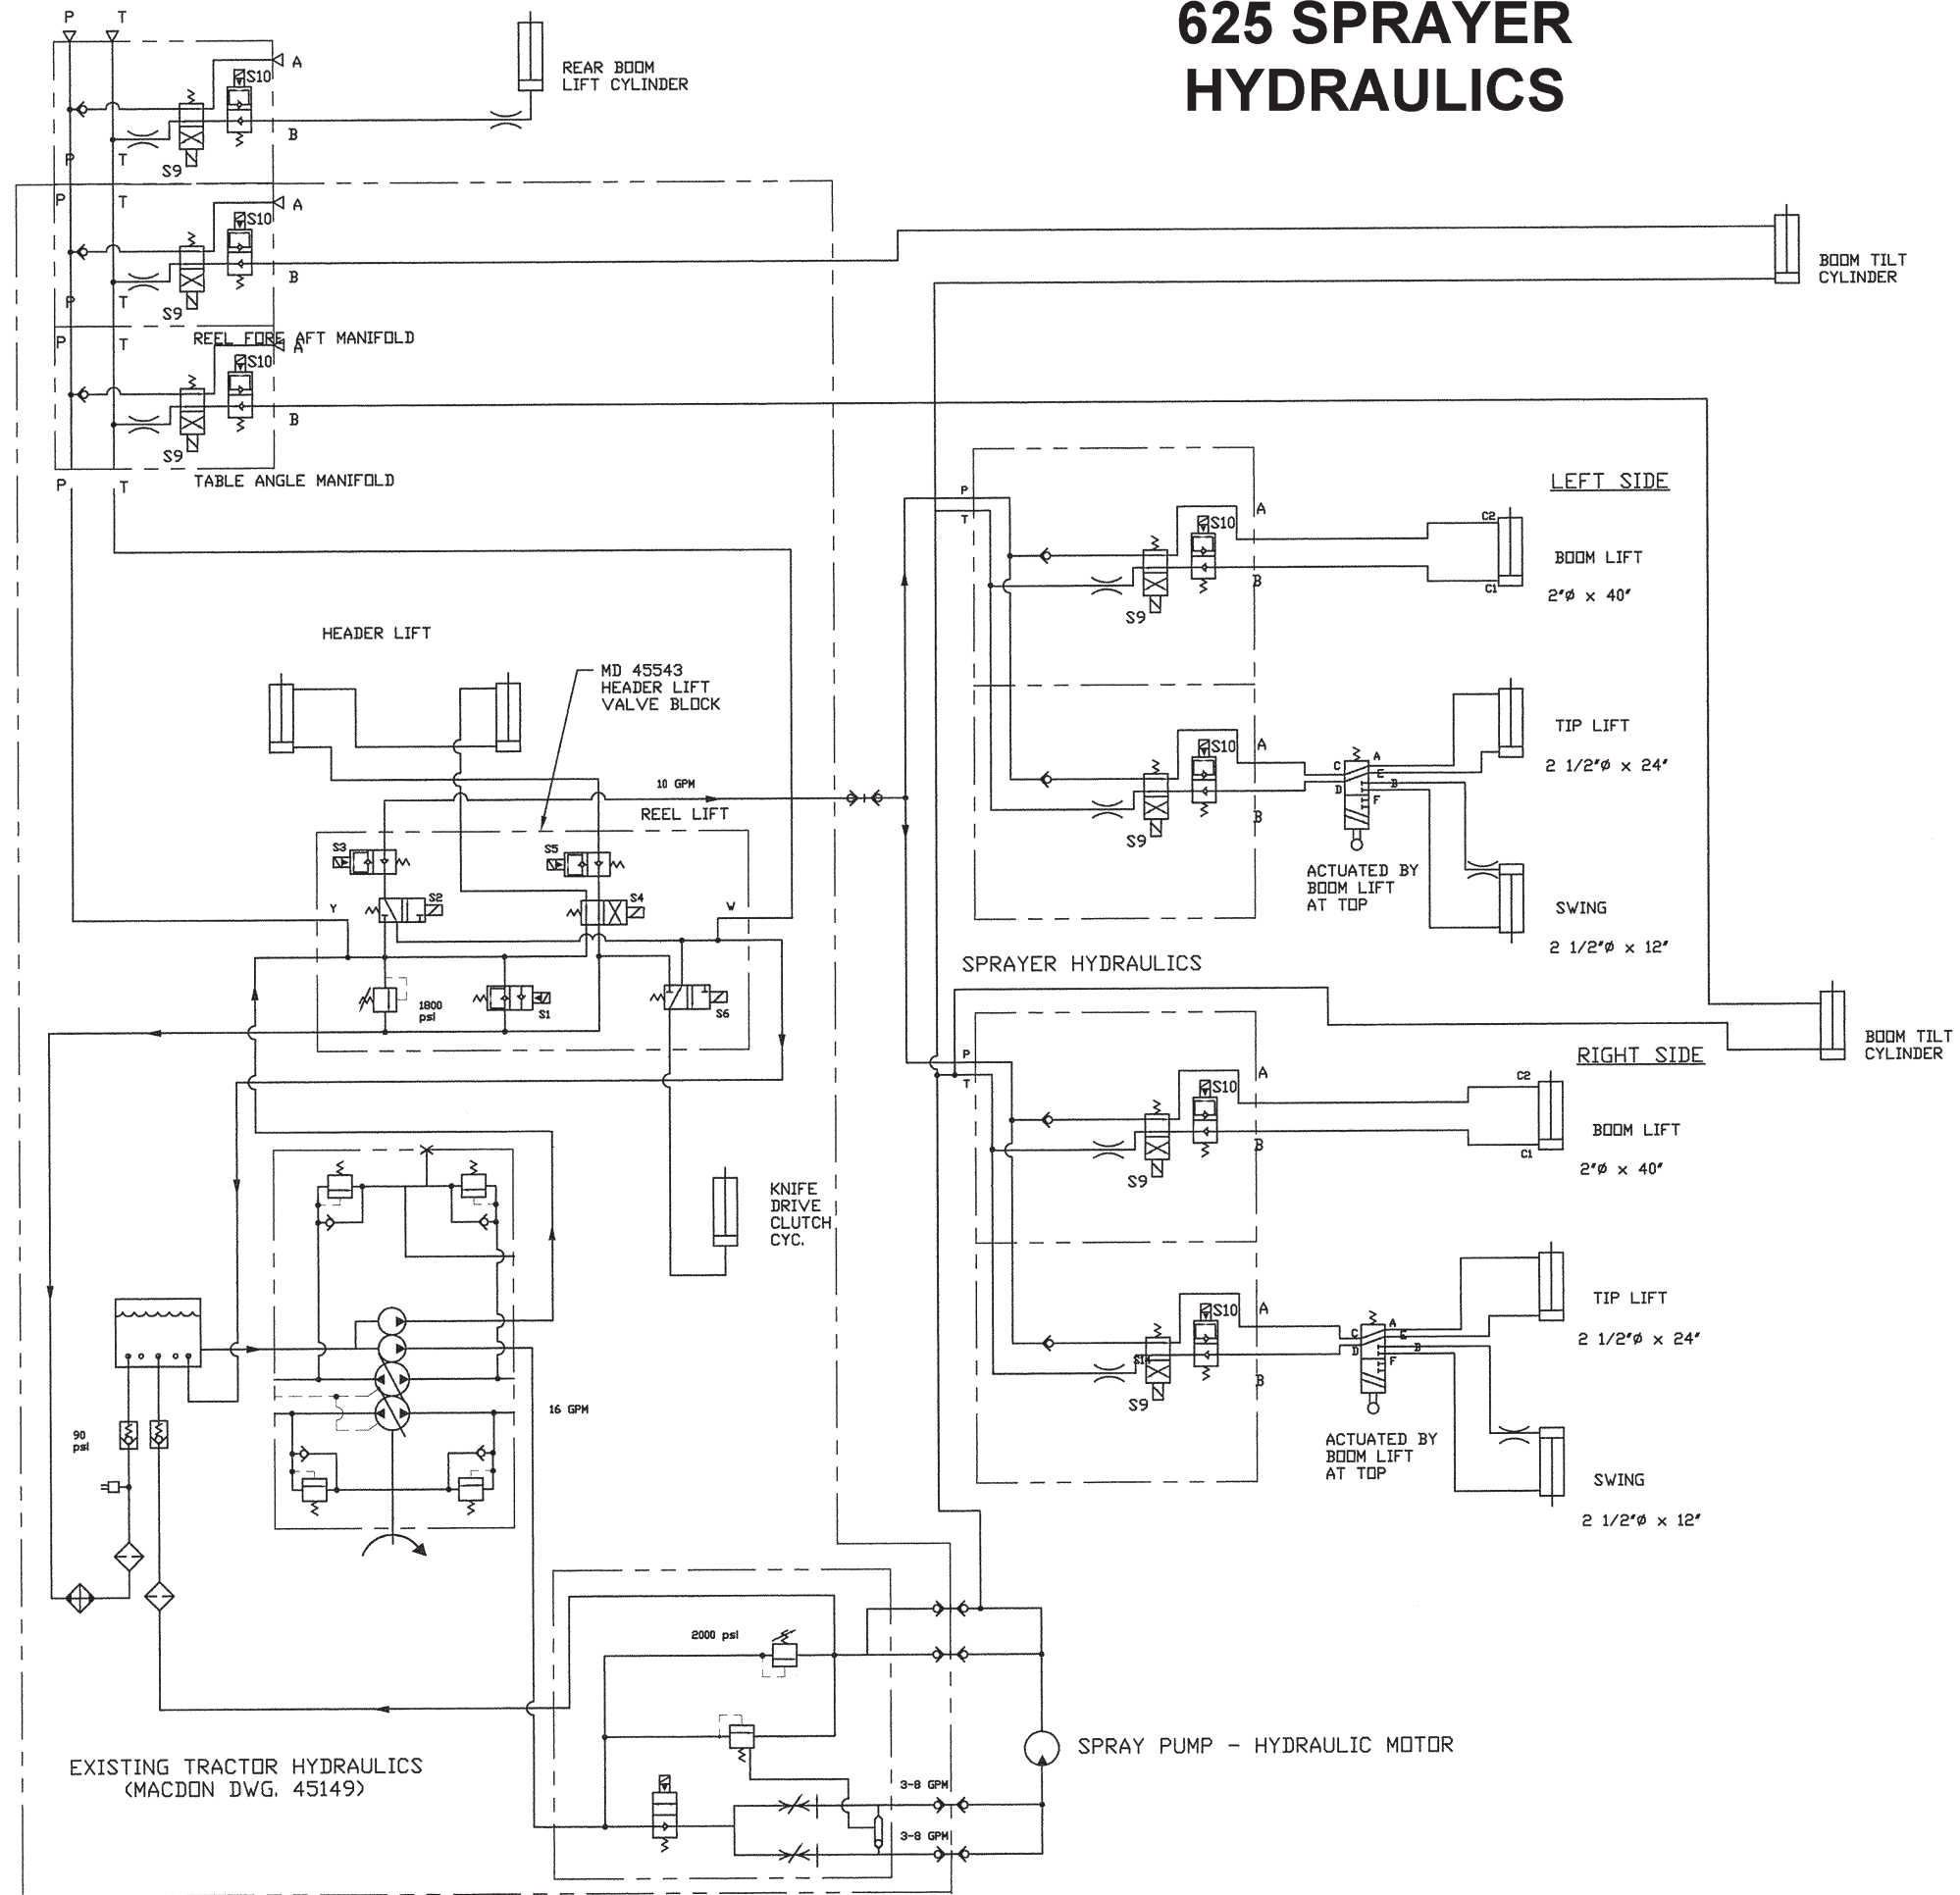 625 SPRAYER
HYDRAULICS
P
T
A
S10
REAR BOOM
LIFT CYLINDER
B
P
T
S9
P
T
A
S10
B
P
T
S9
BOOM TILT
CYLINDER
REEL FORE AFT MANIFOLD
P
T
A
S10
B
S9
TABLE ANGLE MANIFOLD
P
T
LEFT SIDE
P
T
S10
A
B
S9
C2
C1
BOOM LIFT
2"Ø x 40"
HEADER LIFT
MD 45543
HEADER LIFT
VALVE BLOCK
10 GPM
REEL LIFT
S10
A
B
S9
C
D
A
E
B
F
TIP LIFT
2 1/2"Ø x 24"
ACTUATED BY
BOOM LIFT
AT TOP
SWING
2 1/2"Ø x 12"
S3
S5
S2
S4
Y
W
1800
psi
S1
S6
SPRAYER HYDRAULICS
BOOM TILT
CYLINDER
RIGHT SIDE
P
T
S10
A
B
S9
C2
C1
BOOM LIFT
2"Ø x 40"
KNIFE
DRIVE
CLUTCH
CYC.
S10
A
B
S9
C
D
A
E
B
F
TIP LIFT
2 1/2"Ø x 24"
ACTUATED BY
BOOM LIFT
AT TOP
SWING
2 1/2"Ø x 12"
90
psi
16 GPM
2000 psi
EXISTING TRACTOR HYDRAULICS
(MACDON DWG. 45149)
SPRAY PUMP - HYDRAULIC MOTOR
3-8 GPM
3-8 GPM